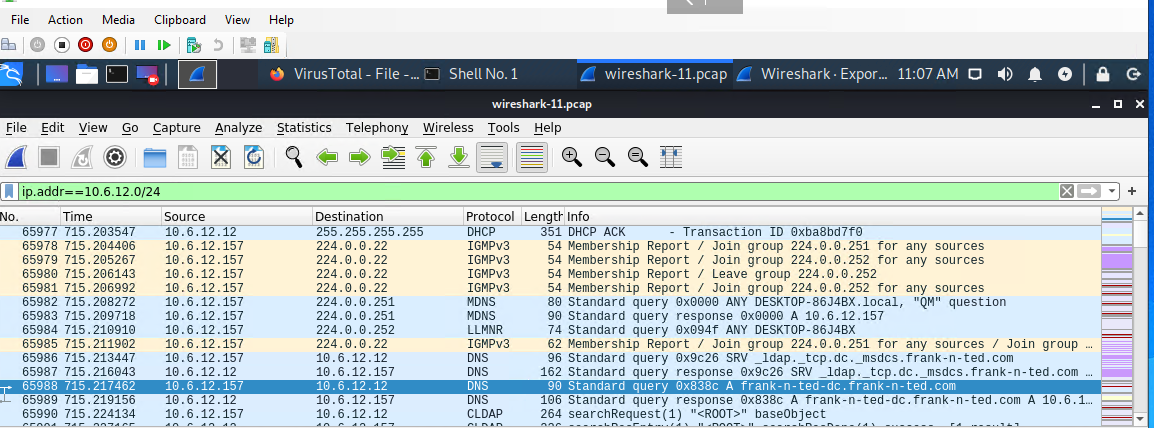 File Action Media Clipboard View Help
VirusTotal - File -... Shell No. 1 wireshark-11.pcap Wireshark · Expor... 11:07 AM
wireshark-11.pcap
File Edit View Go Capture Analyze Statistics Telephony Wireless Tools Help
ip.addr==10.6.12.0/24
No. Time Source Destination Protocol Length Info
65977 715.203547 10.6.12.12 255.255.255.255 DHCP 351 DHCP ACK - Transaction ID 0xba8bd7f0
65978 715.204406 10.6.12.157 224.0.0.22 IGMPv3 54 Membership Report / Join group 224.0.0.251 for any sources
65979 715.205267 10.6.12.157 224.0.0.22 IGMPv3 54 Membership Report / Join group 224.0.0.252 for any sources
65980 715.206143 10.6.12.157 224.0.0.22 IGMPv3 54 Membership Report / Leave group 224.0.0.252
65981 715.206992 10.6.12.157 224.0.0.22 IGMPv3 54 Membership Report / Join group 224.0.0.252 for any sources
65982 715.208272 10.6.12.157 224.0.0.251 MDNS 80 Standard query 0x0000 ANY DESKTOP-86J4BX.local, "QM" question
65983 715.209718 10.6.12.157 224.0.0.251 MDNS 90 Standard query response 0x0000 A 10.6.12.157
65984 715.210910 10.6.12.157 224.0.0.252 LLMNR 74 Standard query 0x094f ANY DESKTOP-86J4BX
65985 715.211902 10.6.12.157 224.0.0.22 IGMPv3 62 Membership Report / Join group 224.0.0.251 for any sources / Join group ...
65986 715.213447 10.6.12.157 10.6.12.12 DNS 96 Standard query 0x9c26 SRV _ldap._tcp.dc._msdcs.frank-n-ted.com
65987 715.216043 10.6.12.12 10.6.12.157 DNS 162 Standard query response 0x9c26 SRV _ldap._tcp.dc._msdcs.frank-n-ted.com ...
65988 715.217462 10.6.12.157 10.6.12.12 DNS 90 Standard query 0x838c A frank-n-ted-dc.frank-n-ted.com
65989 715.219156 10.6.12.12 10.6.12.157 DNS 106 Standard query response 0x838c A frank-n-ted-dc.frank-n-ted.com A 10.6.1...
65990 715.224134 10.6.12.157 10.6.12.12 CLDAP 264 searchRequest(1) "<ROOT>" baseObject